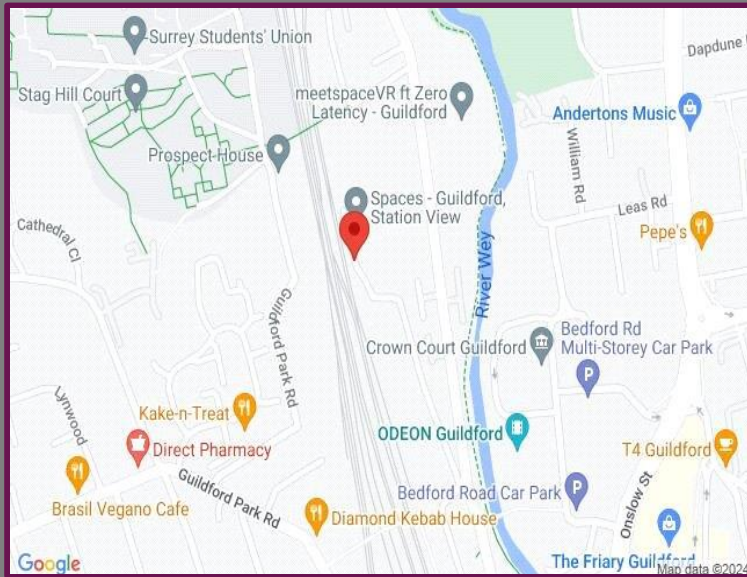 Surrey Students' Union
Stag Hill Court
meetspaceVR ft Zero
Latency - Guildford
Prospect House
Dapdune
Andertons Music
William Rd
Leas Rd
Pepe's
Spaces - Guildford,
Station View
Cathedral Cl
River Wey
Guildford Park Rd
Crown Court Guildford
Bedford Rd
Multi-Storey Car Park
P
Lynwood
Kake-n-Treat
Direct Pharmacy
ODEON Guildford
T4 Guildford
Guildford Park Rd
Brasil Vegano Cafe
Diamond Kebab House
Bedford Road Car Park
P
Onslow St
The Friary Guildford
Google
Map data ©2024